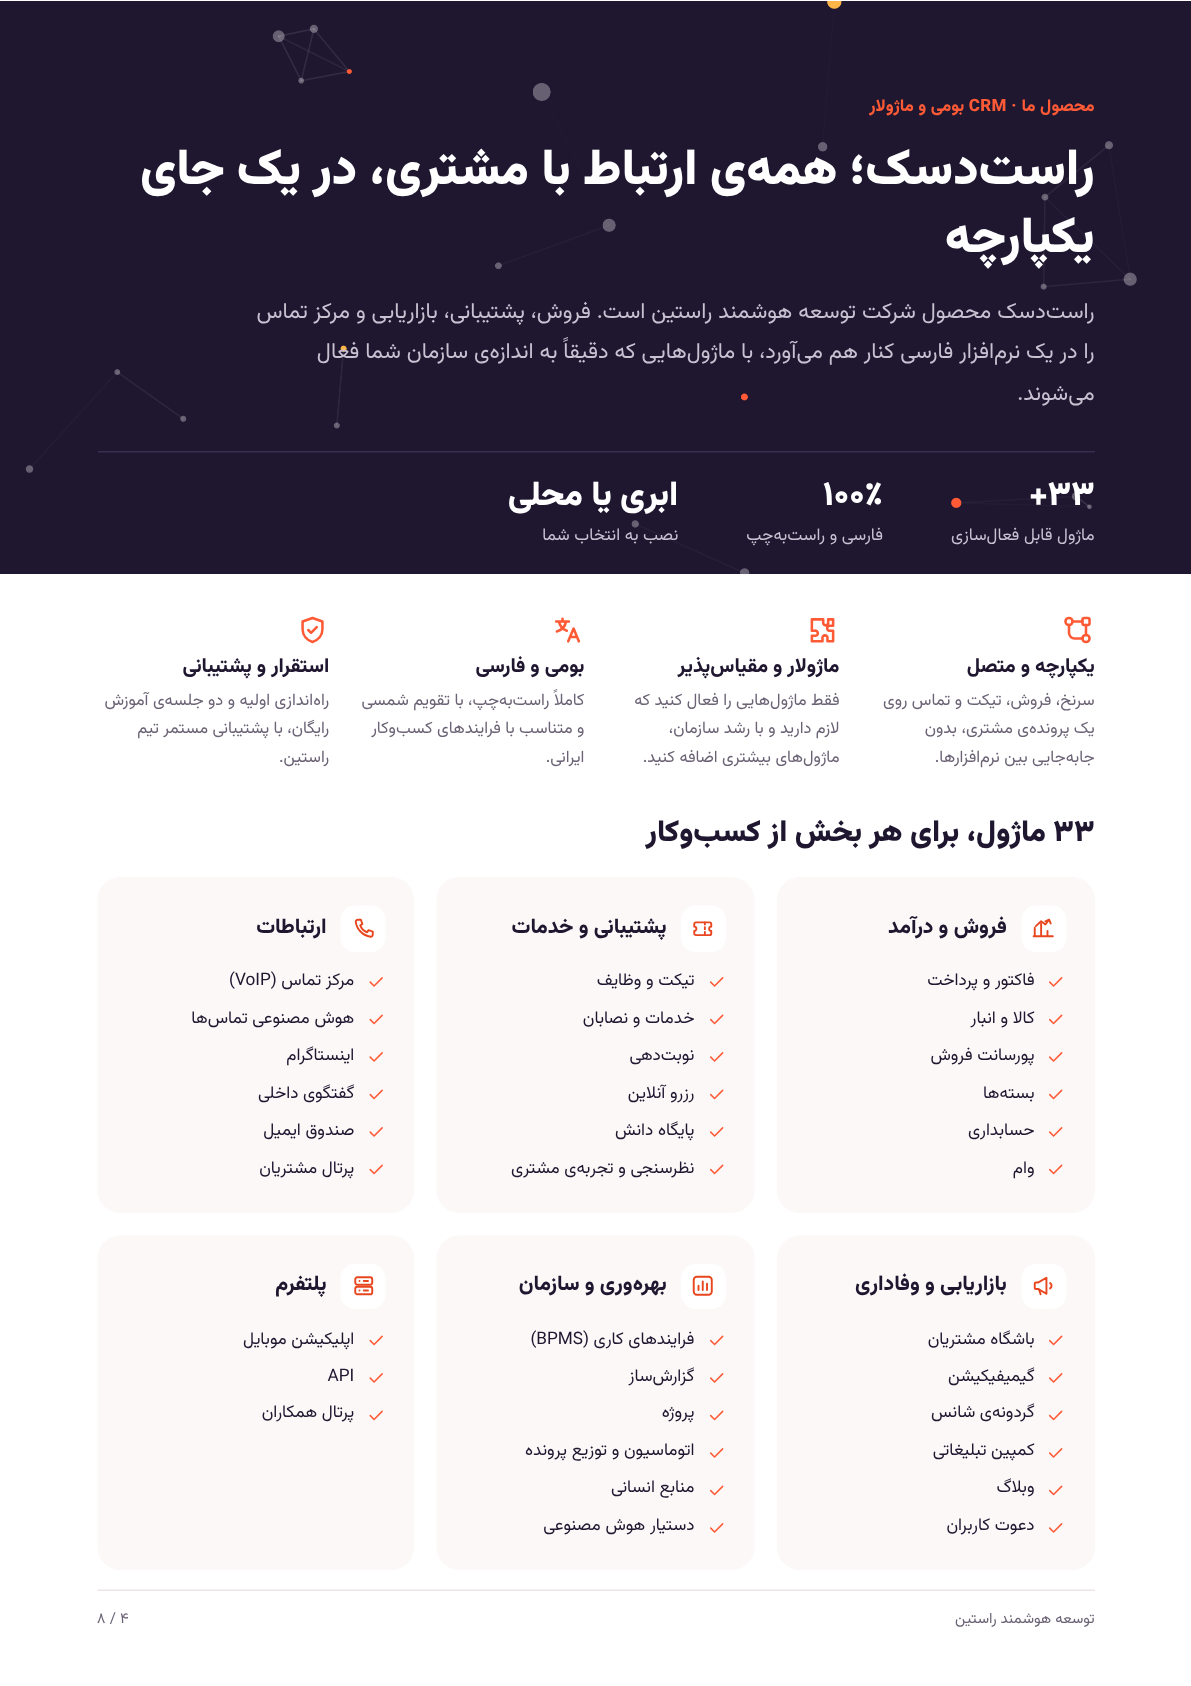 محصول ما · CRM بومی و ماژولار
راست‌دسک؛ همه‌ی ارتباط با مشتری، در یک جای
یکپارچه
راست‌دسک محصول شرکت توسعه هوشمند راستین است. فروش، پشتیبانی، بازاریابی و مرکز تماس
را در یک نرم‌افزار فارسی کنار هم می‌آورد، با ماژول‌هایی که دقیقاً به اندازه‌ی سازمان شما فعال
می‌شوند.
۳۳+
ماژول قابل فعال‌سازی
۱۰۰٪
فارسی و راست‌به‌چپ
ابری یا محلی
نصب به انتخاب شما
یکپارچه و متصل
سرنخ، فروش، تیکت و تماس روی
یک پرونده‌ی مشتری، بدون
جابه‌جایی بین نرم‌افزارها.
ماژولار و مقیاس‌پذیر
فقط ماژول‌هایی را فعال کنید که
لازم دارید و با رشد سازمان،
ماژول‌های بیشتری اضافه کنید.
بومی و فارسی
کاملاً راست‌به‌چپ، با تقویم شمسی
و متناسب با فرایندهای کسب‌وکار
ایرانی.
استقرار و پشتیبانی
راه‌اندازی اولیه و دو جلسه‌ی آموزش
رایگان، با پشتیبانی مستمر تیم
راستین.
۳۳ ماژول، برای هر بخش از کسب‌وکار
فروش و درآمد
فاکتور و پرداخت
کالا و انبار
پورسانت فروش
بسته‌ها
حسابداری
وام
پشتیبانی و خدمات
تیکت و وظایف
خدمات و نصابان
نوبت‌دهی
رزرو آنلاین
پایگاه دانش
نظرسنجی و تجربه‌ی مشتری
ارتباطات
مرکز تماس (VoIP)
هوش مصنوعی تماس‌ها
اینستاگرام
گفتگوی داخلی
صندوق ایمیل
پرتال مشتریان
بازاریابی و وفاداری
باشگاه مشتریان
گیمیفیکیشن
گردونه‌ی شانس
کمپین تبلیغاتی
وبلاگ
دعوت کاربران
بهره‌وری و سازمان
فرایندهای کاری (BPMS)
گزارش‌ساز
پروژه
اتوماسیون و توزیع پرونده
منابع انسانی
دستیار هوش مصنوعی
پلتفرم
اپلیکیشن موبایل
API
پرتال همکاران
توسعه هوشمند راستین
۴ / ۸